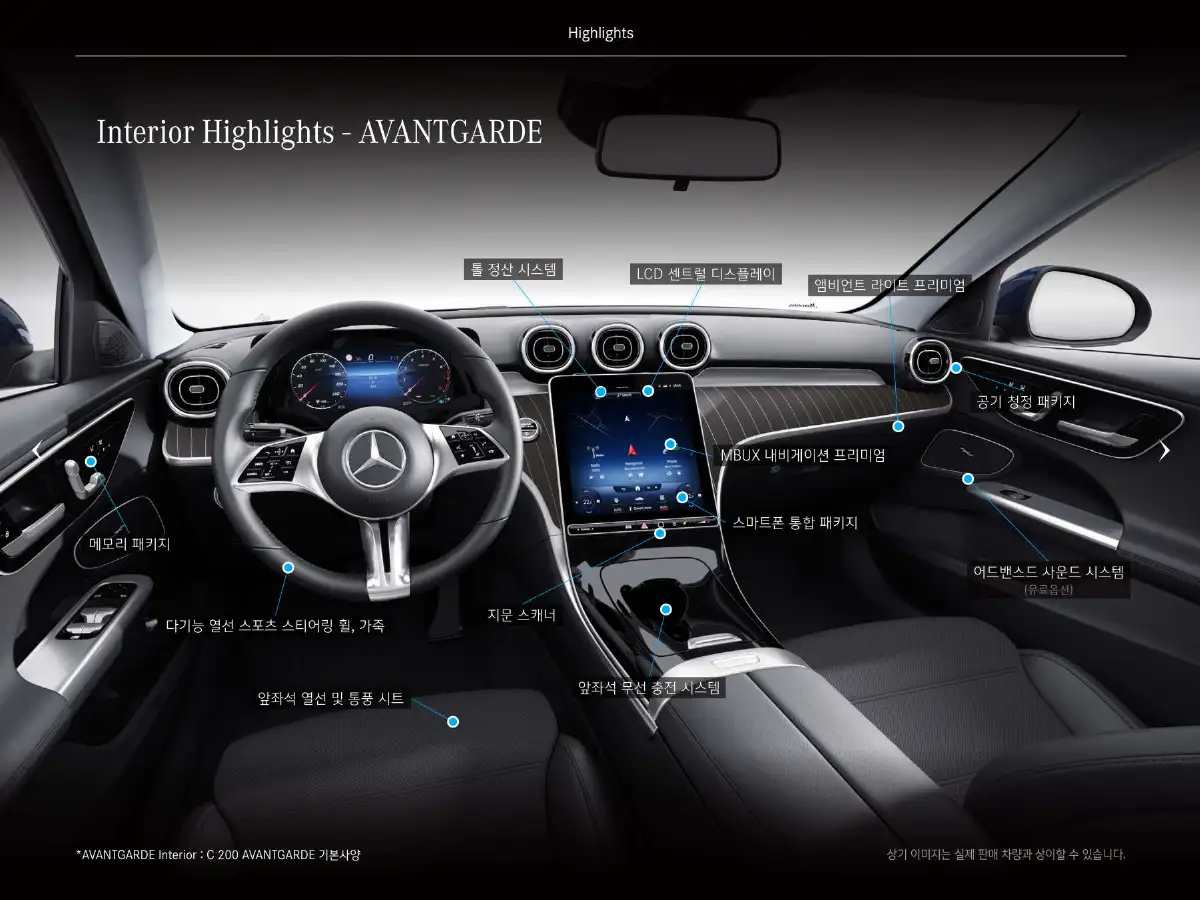 Highlights
Interior Highlights - AVANTGARDE
톨 정산 시스템
LCD 센트럴 디스플레이
앰비언트 라이트 프리미엄
공기 청정 패키지
MBUX 내비게이션 프리미엄
스마트폰 통합 패키지
메모리 패키지
어드밴스드 사운드 시스템
(유료옵션)
지문 스캐너
다기능 열선 스포츠 스티어링 휠, 가죽
앞좌석 무선 충전 시스템
앞좌석 열선 및 통풍 시트
*AVANTGARDE Interior : C 200 AVANTGARDE 기본사양
상기 이미지는 실제 판매 차량과 상이할 수 있습니다.